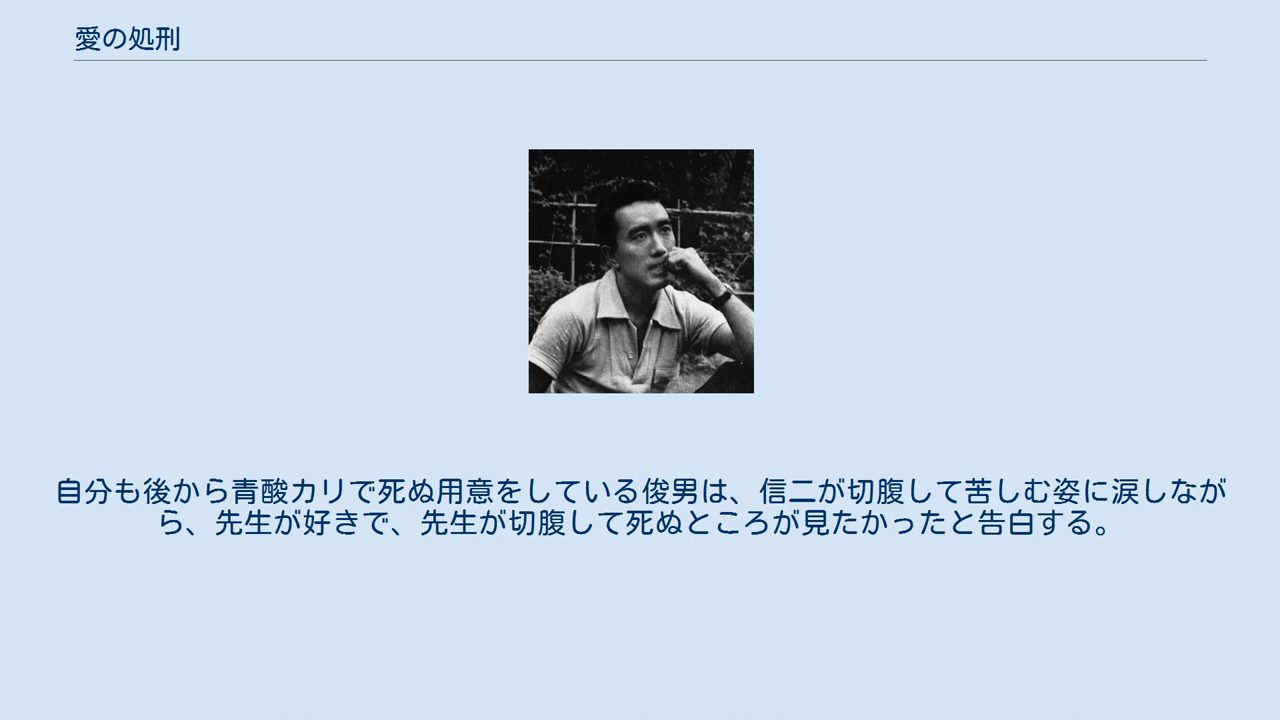 愛の処刑
自分も後から青酸カリで死ぬ用意をしている俊男は、信二が切腹して苦しむ姿に涙しなが
ら、先生が好きで、先生が切腹して死ぬところが見たかったと告白する。